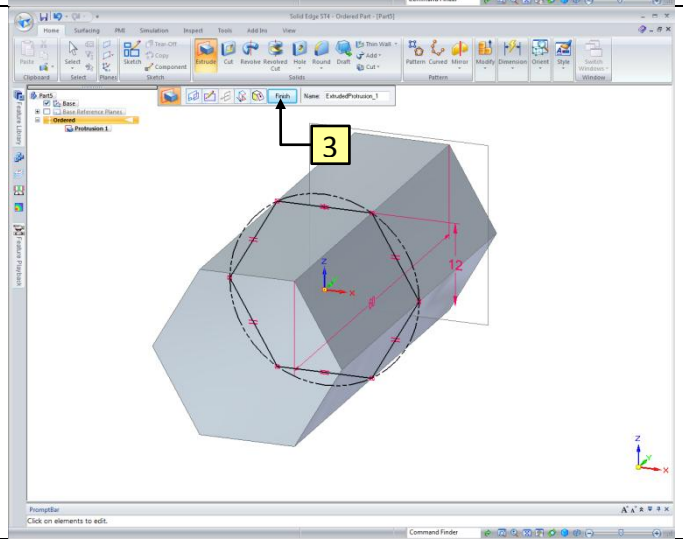 Command Finder
Solid Edge ST4 - Ordered Part - [Part5]
Home Surfacing PMI Simulation Inspect Tools Add Ins View
Paste Select Planes Sketch Tear-Off Copy Component Extrude Cut Revolve Revolved Cut Hole Round Draft Thin Wall Add Cut Pattern Curved Mirror Modify Dimension Orient Style Switch Windows
Clipboard Select Planes Sketch Solids Pattern Window
Finish Name: ExtrudedProtrusion_1
Part5
Base
Base Reference Planes
Ordered
Protrusion 1
Feature Library
Feature Playback
3
Z
X
12
Z
Y
X
PromptBar
Click on elements to edit.
Command Finder